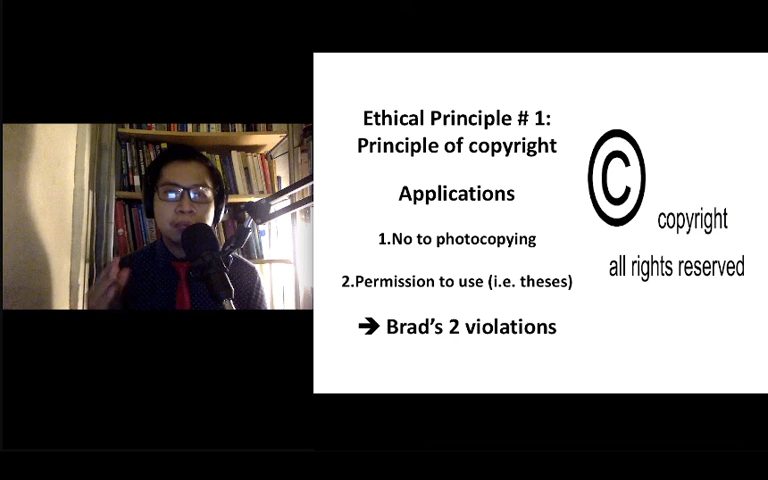 Ethical Principle # 1:
Principle of copyright
Applications
1.No to photocopying
2.Permission to use (i.e. theses)
➔ Brad's 2 violations
©
copyright
all rights reserved